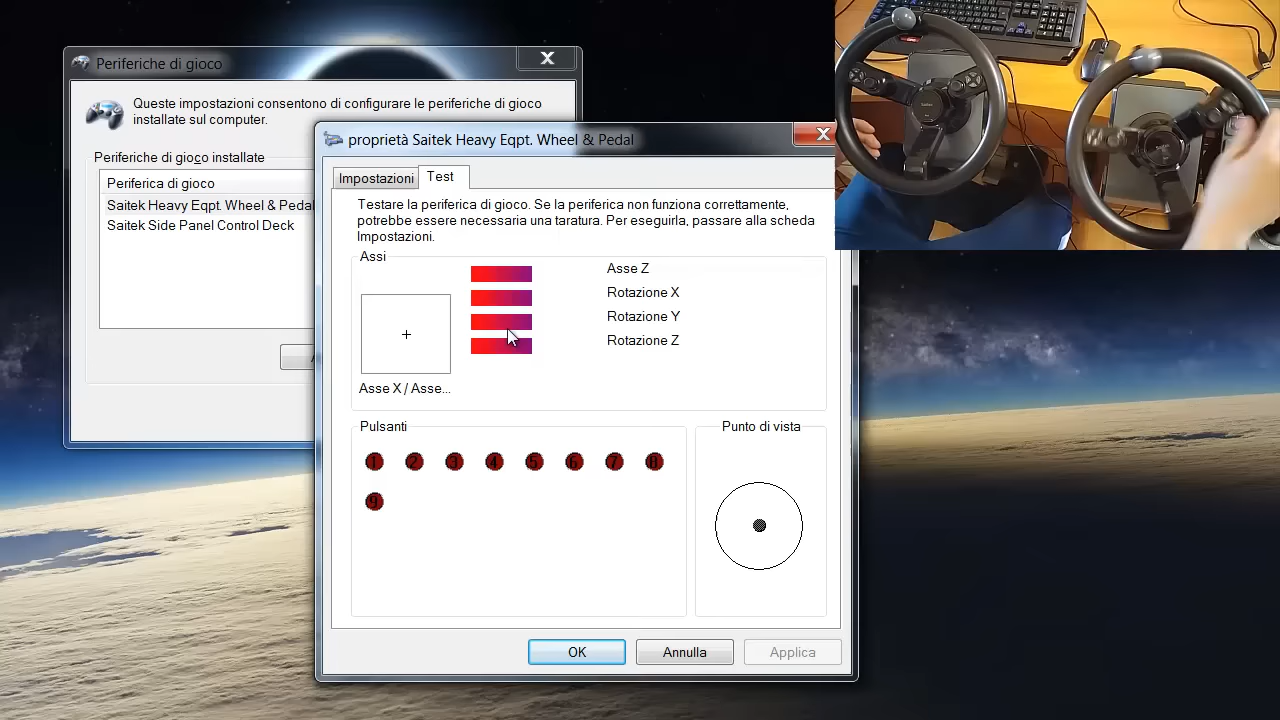 Periferiche di gioco
Queste impostazioni consentono di configurare le periferiche di gioco
installate sul computer.
Periferiche di gioco installate
Periferica di gioco
Saitek Heavy Eqpt. Wheel & Pedal
Saitek Side Panel Control Deck
proprietà Saitek Heavy Eqpt. Wheel & Pedal
Impostazioni
Test
Testare la periferica di gioco. Se la periferica non funziona correttamente,
potrebbe essere necessaria una taratura. Per eseguirla, passare alla scheda
Impostazioni.
Assi
Asse Z
Rotazione X
Rotazione Y
Rotazione Z
Asse X / Asse...
Pulsanti
1 2 3 4 5 6 7 8
9
Punto di vista
OK
Annulla
Applica